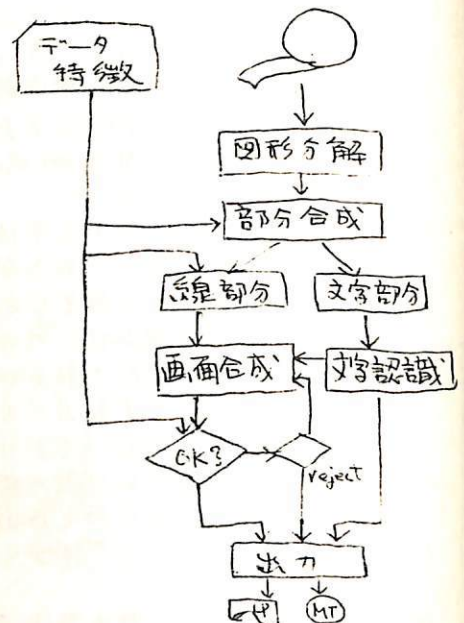 データ
特徴
図形分解
部分合成
線部分
文字部分
画面合成
文字認識
O.K?
reject
出力
MT